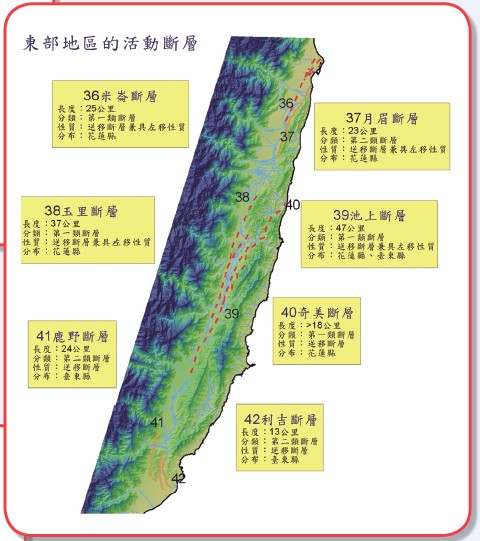 東部地區的活動斷層
36米崙斷層
長度：25公里
分類：第一類斷層
性質：逆移斷層兼具左移性質
分布：花蓮縣
37月眉斷層
長度：23公里
分類：第二類斷層
性質：逆移斷層兼具左移性質
分布：花蓮縣
38玉里斷層
長度：37公里
分類：第一類斷層
性質：逆移斷層兼具左移性質
分布：花蓮縣
39池上斷層
長度：47公里
分類：第一類斷層
性質：逆移斷層兼具左移性質
分布：花蓮縣、臺東縣
40奇美斷層
長度：>18公里
分類：第一類斷層
性質：逆移斷層
分布：花蓮縣
41鹿野斷層
長度：24公里
分類：第二類斷層
性質：逆移斷層
分布：臺東縣
42利吉斷層
長度：13公里
分類：第二類斷層
性質：逆移斷層
分布：臺東縣
36
37
38
40
39
41
42